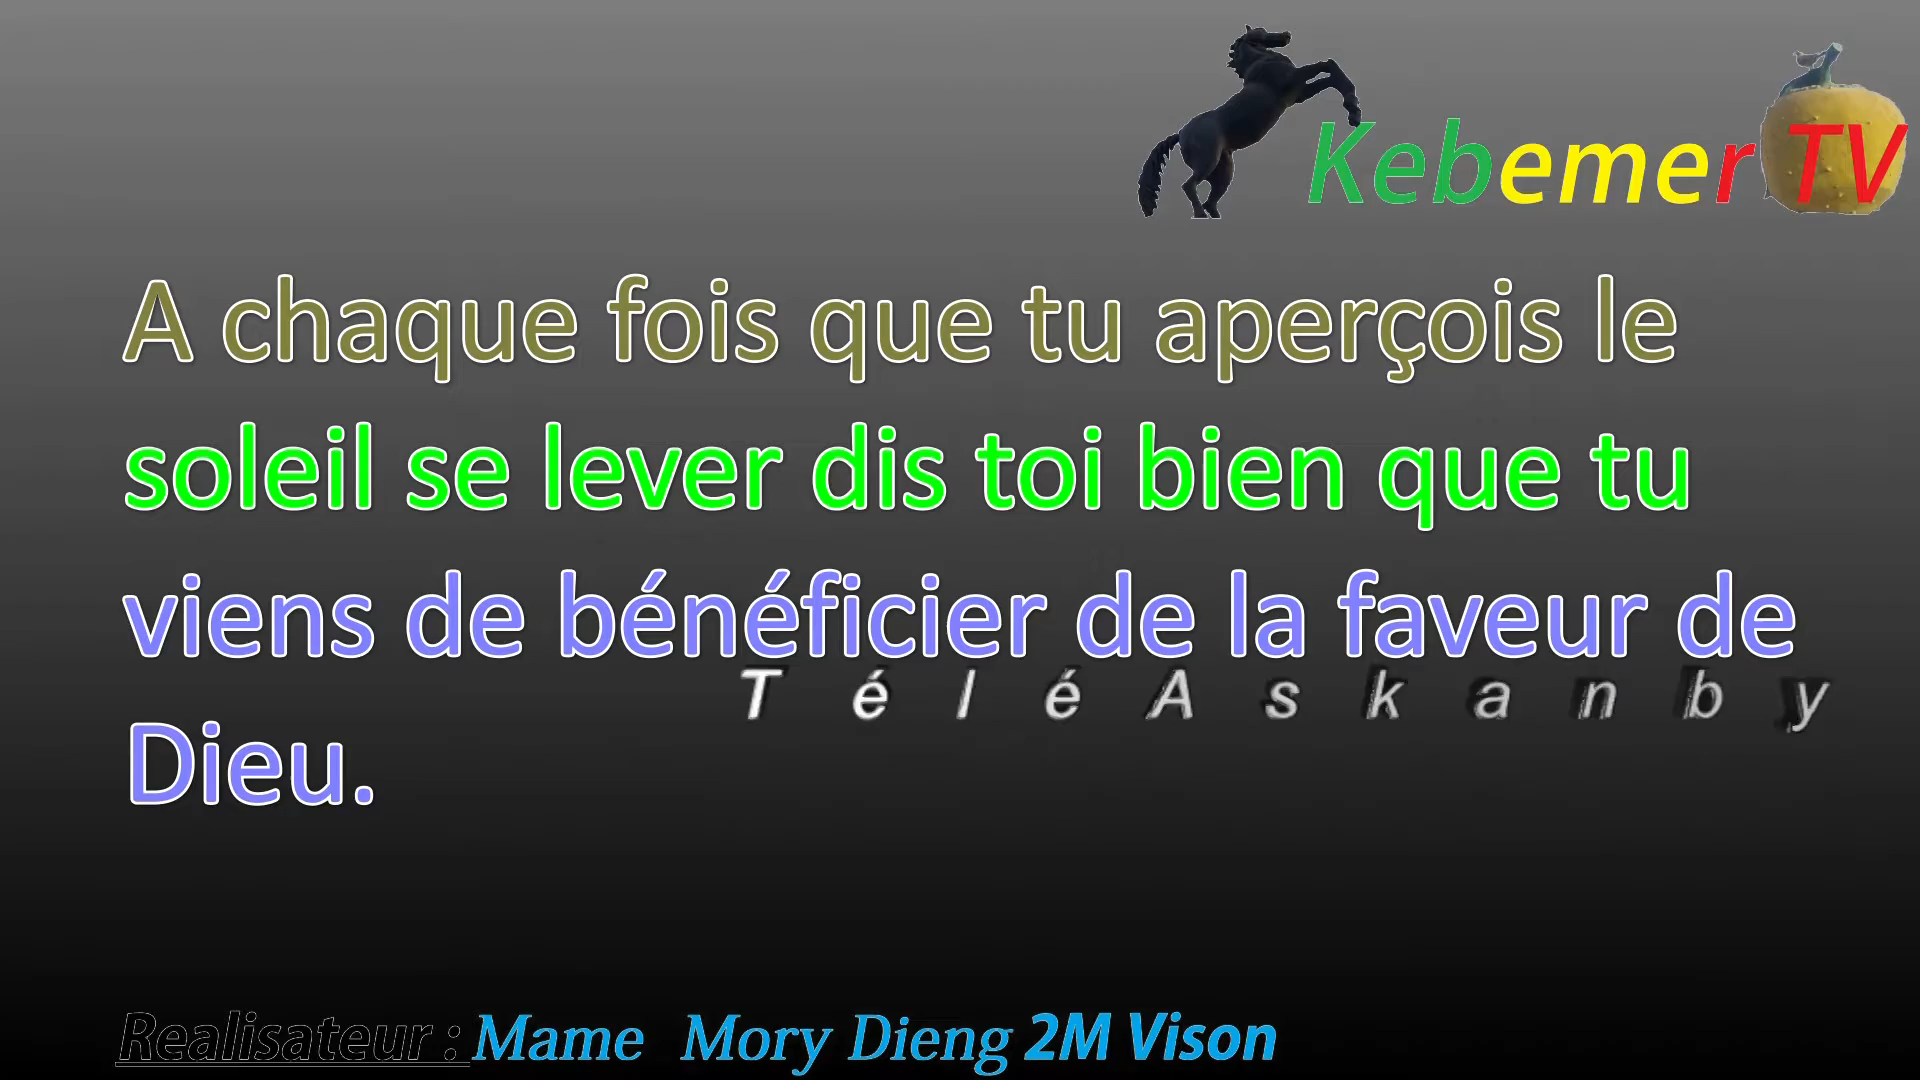 Kebemer TV
A chaque fois que tu aperçois le
soleil se lever dis toi bien que tu
viens de bénéficier de la faveur de
TéléAskanby
Dieu.
Realisateur : Mame Mory Dieng 2M Vison